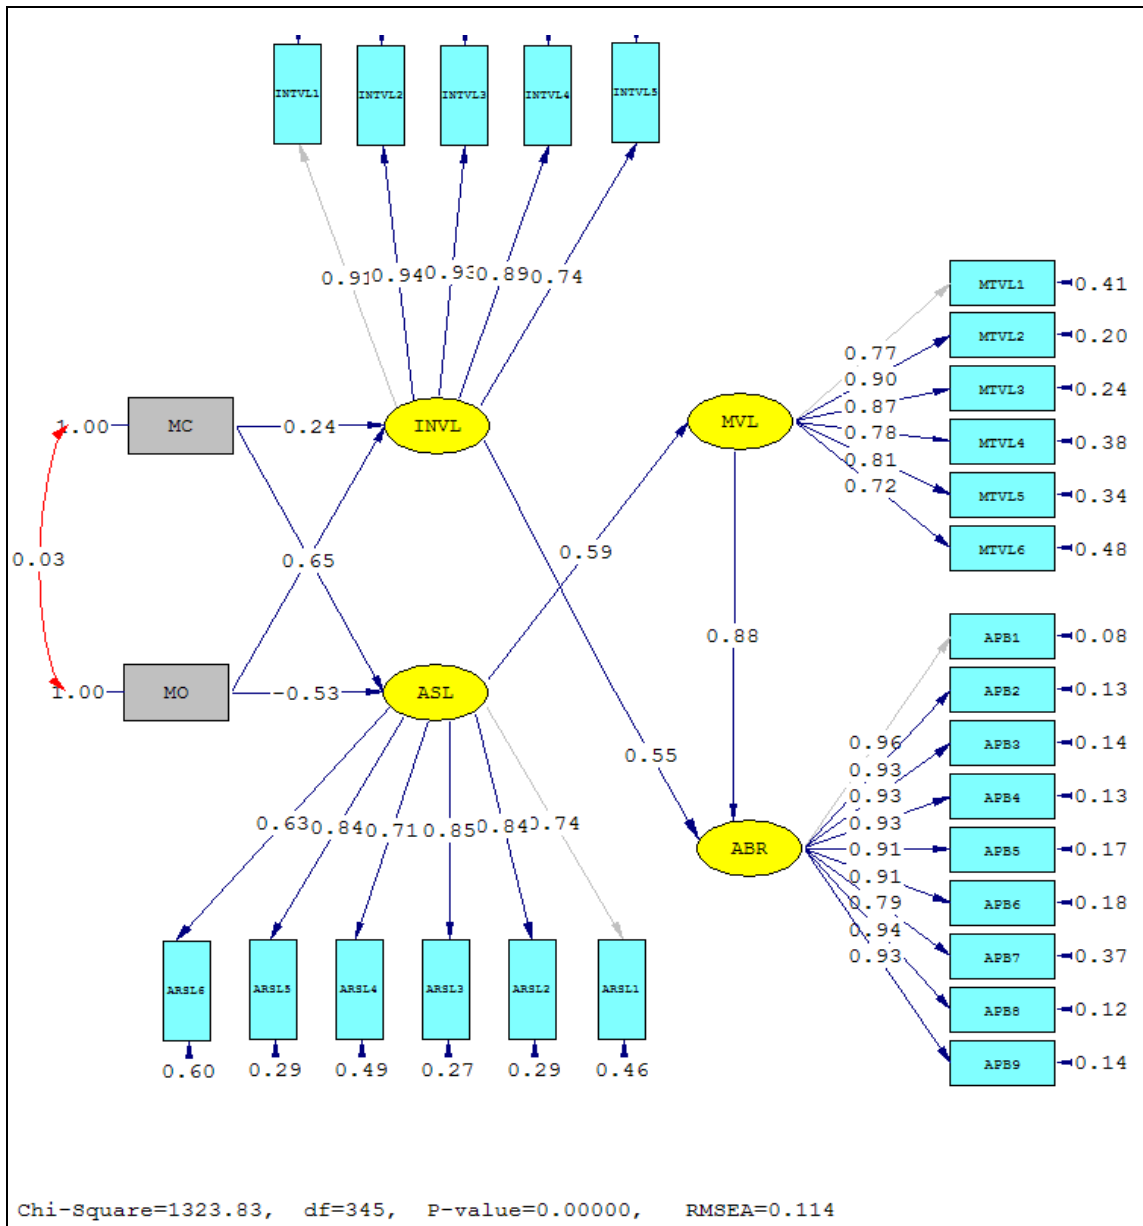 INTVL1 INTVL2 INTVL3 INTVL4 INTVL5
0.91 0.94 0.93 0.89 0.74
MTVL1 0.41
MTVL2 0.20
MTVL3 0.24
MTVL4 0.38
MTVL5 0.34
MTVL6 0.48
0.77
0.90
0.87
0.78
0.81
0.72
1.00 MC 0.24 INVL MVL
0.03 0.65 0.59
0.88
1.00 MO -0.53 ASL
0.55
ABR
0.63 0.84 0.71 0.85 0.84 0.74
ARSL6 ARSL5 ARSL4 ARSL3 ARSL2 ARSL1
0.60 0.29 0.49 0.27 0.29 0.46
0.96
0.93
0.93
0.93
0.91
0.91
0.79
0.94
0.93
APB1 0.08
APB2 0.13
APB3 0.14
APB4 0.13
APB5 0.17
APB6 0.18
APB7 0.37
APB8 0.12
APB9 0.14
Chi-Square=1323.83, df=345, P-value=0.00000, RMSEA=0.114